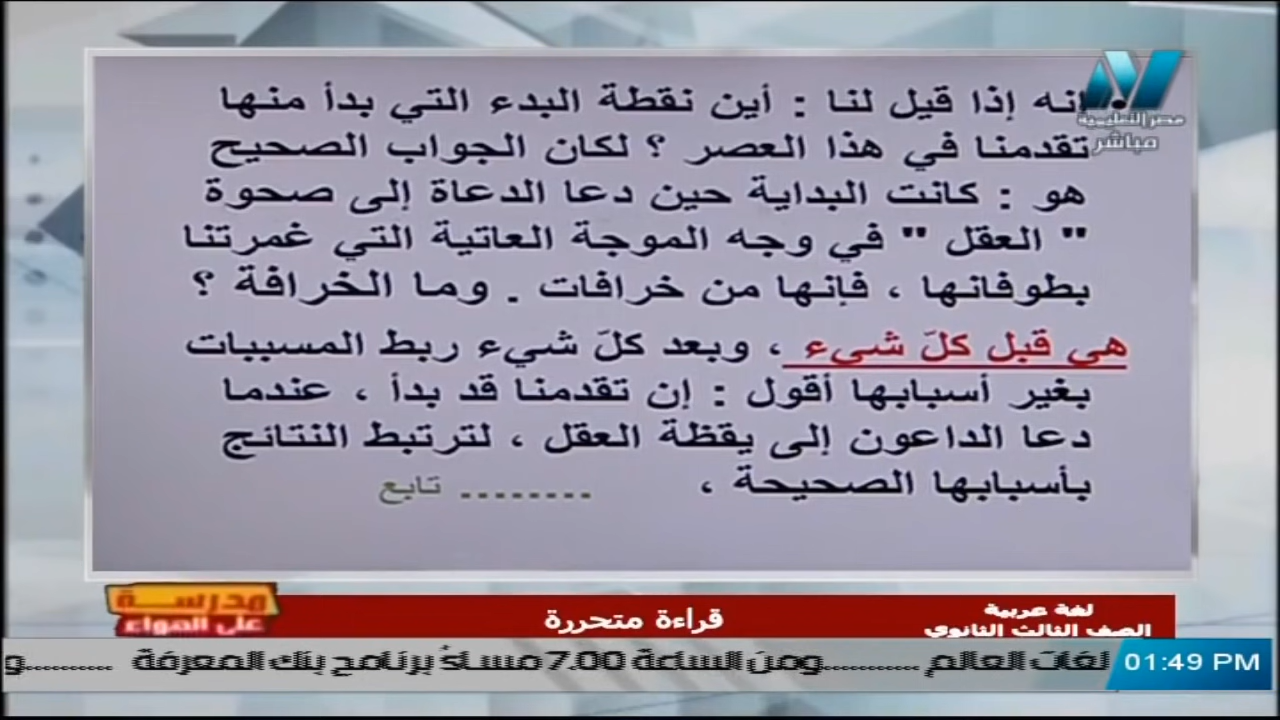 إنه إذا قيل لنا : أين نقطة البدء التي بدأ منها
تقدمنا في هذا العصر ؟ لكان الجواب الصحيح
هو : كانت البداية حين دعا الدعاة إلى صحوة
" العقل " في وجه الموجة العاتية التي غمرتنا
بطوفانها ، فإنها من خرافات . وما الخرافة ؟
هي قبل كلّ شيء ، وبعد كلّ شيء ربط المسببات
بغير أسبابها أقول : إن تقدمنا قد بدأ ، عندما
دعا الداعون إلى يقظة العقل ، لترتبط النتائج
بأسبابها الصحيحة ، ........ تابع
مصر التعليمية
مباشر
مدرسة
على الهواء
قراءة متحررة
لغة عربية
الصف الثالث الثانوي
لغات العالم ..........ومن الساعة 7.00 مساءً برنامج بنك المعرفة ..........و
01:49 PM